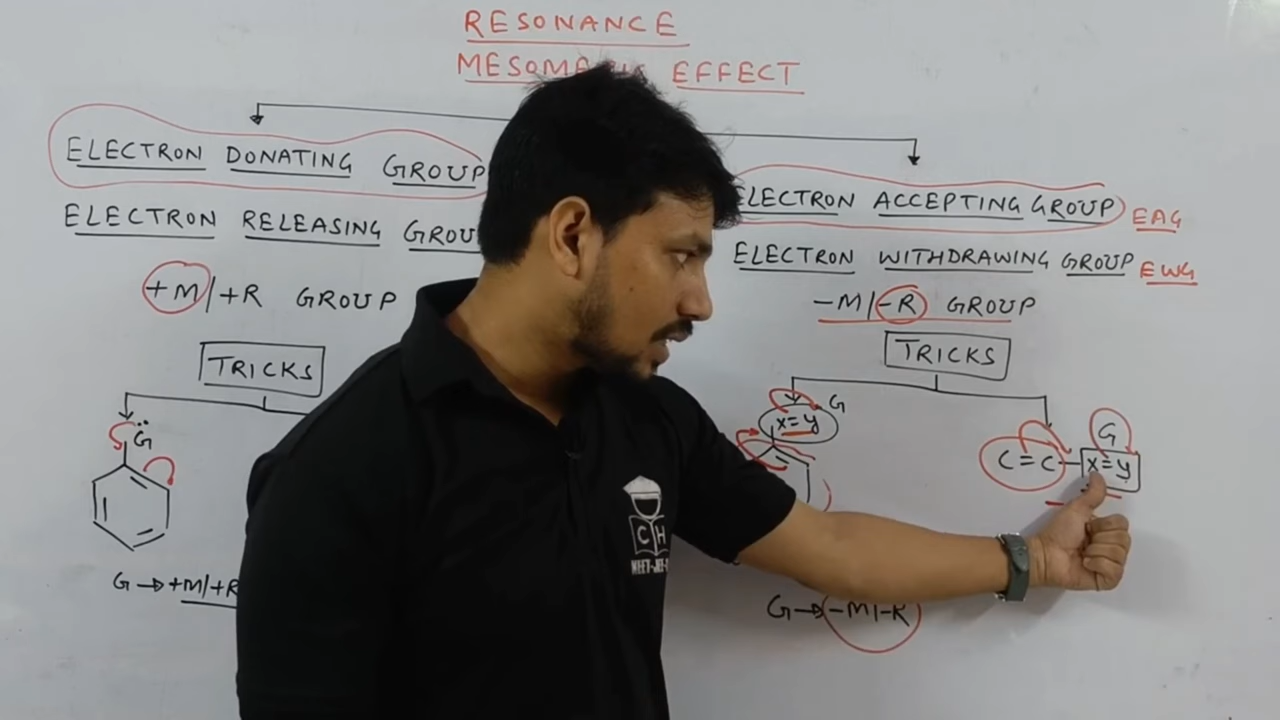 RESONANCE
EFFECT
ELECTRON DONATING GROUP
ELECTRON RELEASING
+M/+R GROUP
TRICKS
G̈
G→+M/+R
ELECTRON ACCEPTING GROUP EAG
ELECTRON WITHDRAWING GROUP EWG
-M/-R GROUP
TRICKS
G
x=y
G
C=C-x=y
G→-M/-R
CH